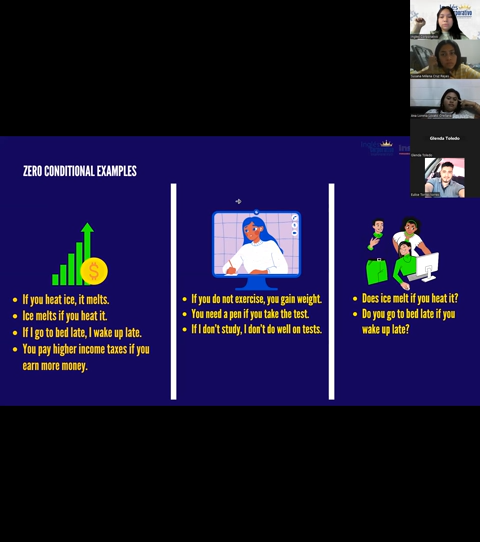 ZERO CONDITIONAL EXAMPLES
If you heat ice, it melts.
Ice melts if you heat it.
If I go to bed late, I wake up late.
You pay higher income taxes if you
earn more money.
If you do not exercise, you gain weight.
You need a pen if you take the test.
If I don't study, I don't do well on tests.
Does ice melt if you heat it?
Do you go to bed late if you
wake up late?
$
Glenda Toledo
Glenda Toledo